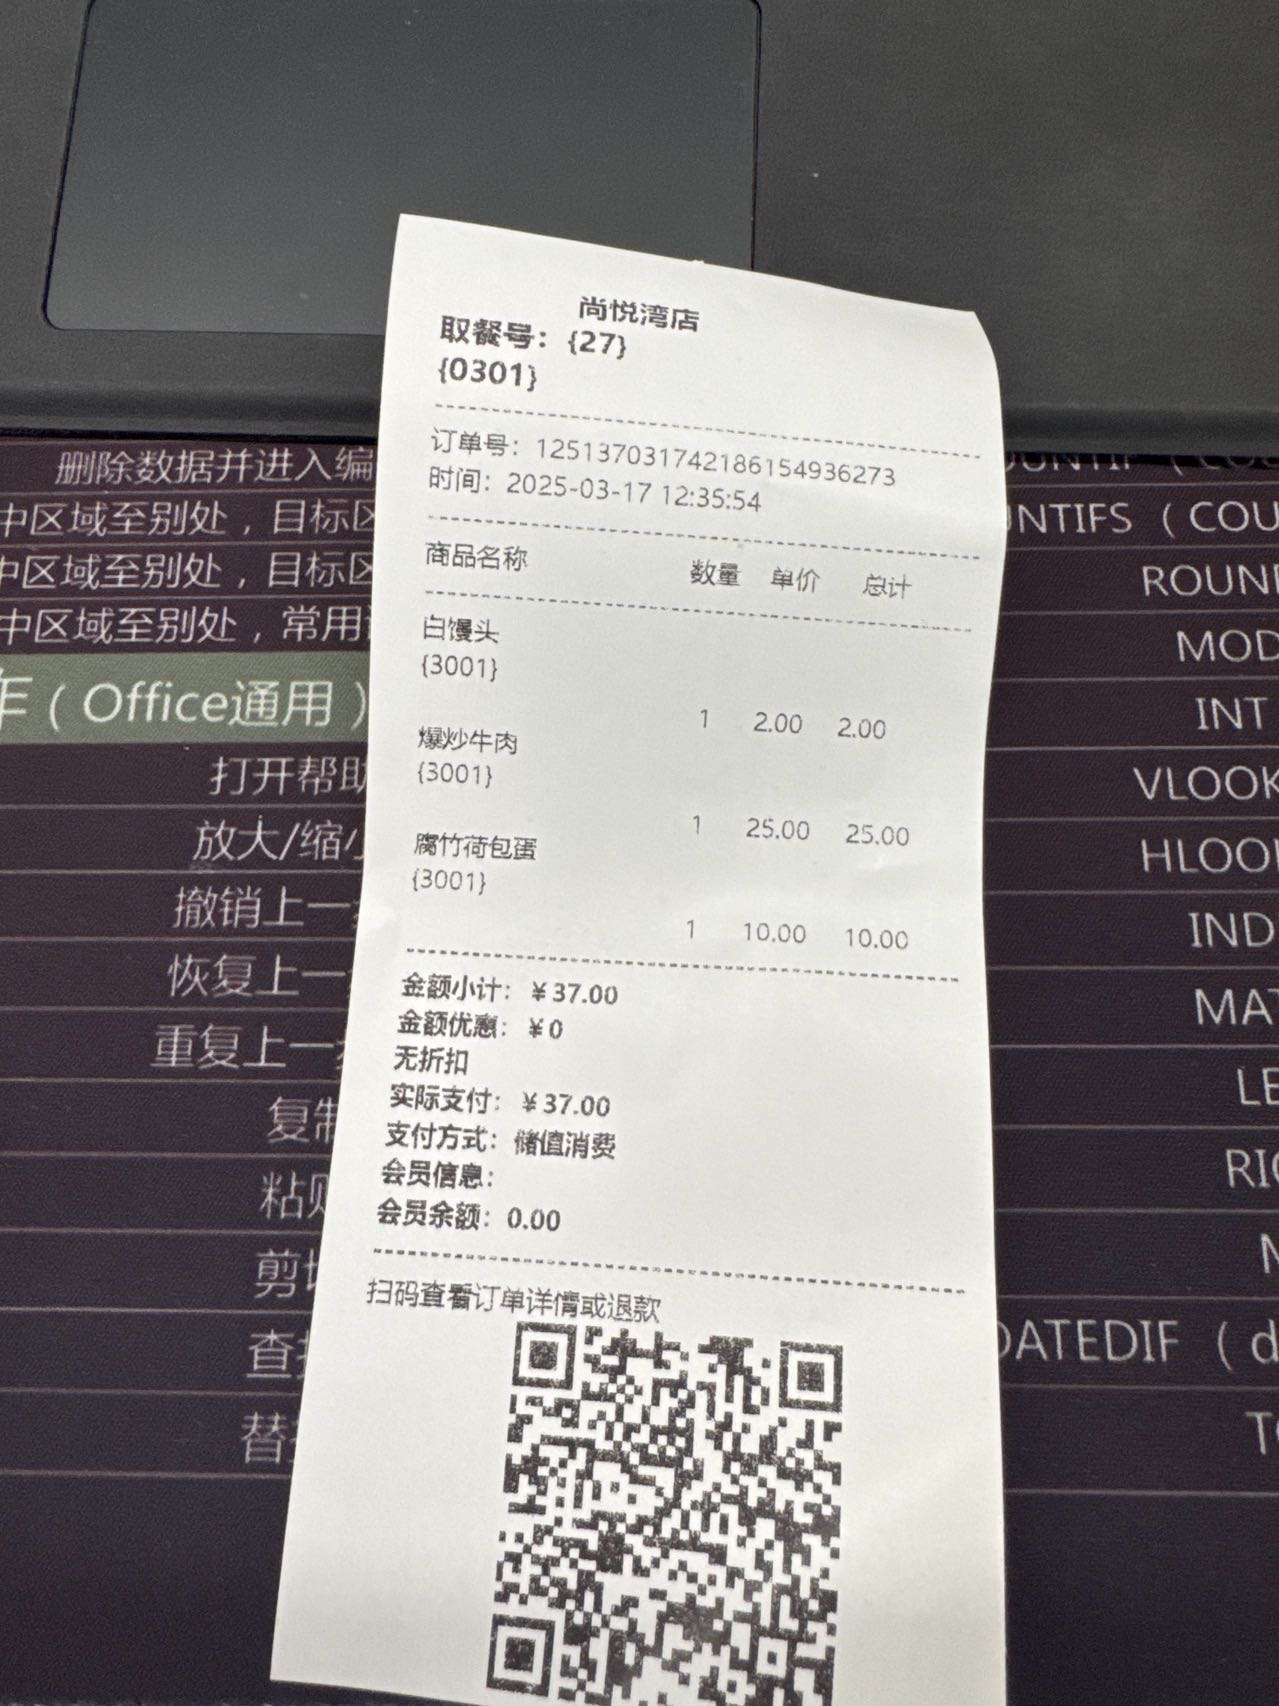 尚悦湾店
取餐号：{27}
{0301}
订单号：125137031742186154936273
时间：2025-03-17 12:35:54
商品名称 数量 单价 总计
白馒头
{3001}
1 2.00 2.00
爆炒牛肉
{3001}
1 25.00 25.00
腐竹荷包蛋
{3001}
1 10.00 10.00
金额小计：￥37.00
金额优惠：￥0
无折扣
实际支付：￥37.00
支付方式：储值消费
会员信息：
会员余额：0.00
扫码查看订单详情或退款
删除数据并进入编
中区域至别处，目标区
中区域至别处，目标区
中区域至别处，常用
作（Office通用）
打开帮助
放大/缩小
撤销上一
恢复上一
重复上一
复制
粘贴
剪切
查
替
UNTIFS（COU
ROUN
MOD
INT
VLOOK
HLOO
IND
MAT
LE
RI
DATEDIF（d